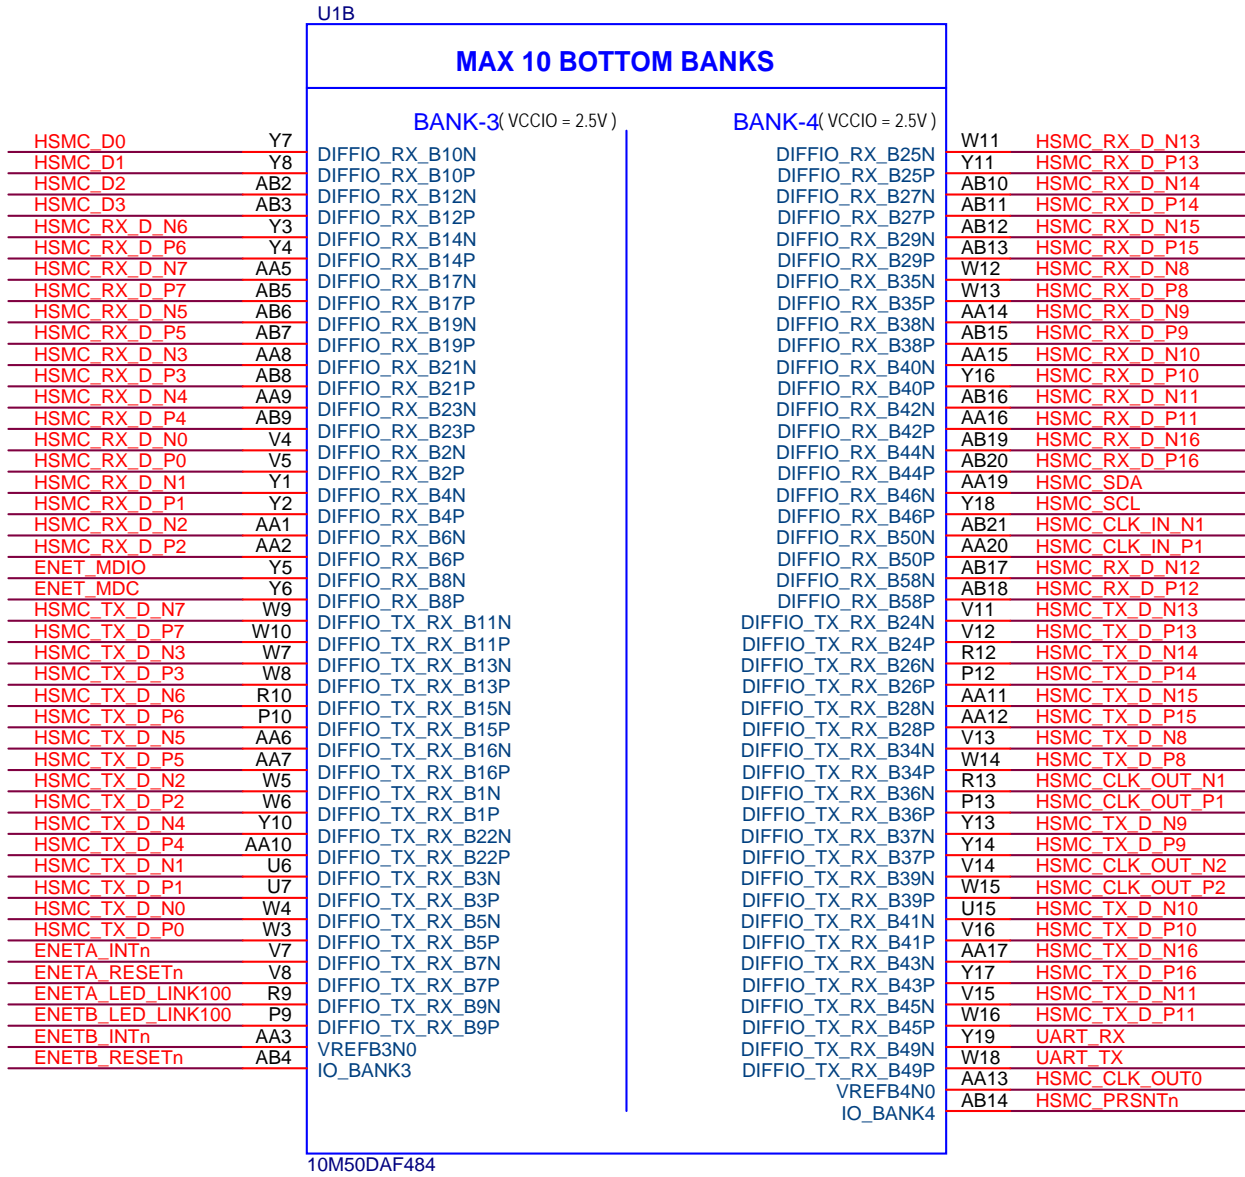 U1B
MAX 10 BOTTOM BANKS
BANK-3( VCCIO = 2.5V ) BANK-4( VCCIO = 2.5V )
HSMC_D0 Y7 DIFFIO_RX_B10N DIFFIO_RX_B25N W11 HSMC_RX_D_N13
HSMC_D1 Y8 DIFFIO_RX_B10P DIFFIO_RX_B25P Y11 HSMC_RX_D_P13
HSMC_D2 AB2 DIFFIO_RX_B12N DIFFIO_RX_B27N AB10 HSMC_RX_D_N14
HSMC_D3 AB3 DIFFIO_RX_B12P DIFFIO_RX_B27P AB11 HSMC_RX_D_P14
HSMC_RX_D_N6 Y3 DIFFIO_RX_B14N DIFFIO_RX_B29N AB12 HSMC_RX_D_N15
HSMC_RX_D_P6 Y4 DIFFIO_RX_B14P DIFFIO_RX_B29P AB13 HSMC_RX_D_P15
HSMC_RX_D_N7 AA5 DIFFIO_RX_B17N DIFFIO_RX_B35N W12 HSMC_RX_D_N8
HSMC_RX_D_P7 AB5 DIFFIO_RX_B17P DIFFIO_RX_B35P W13 HSMC_RX_D_P8
HSMC_RX_D_N5 AB6 DIFFIO_RX_B19N DIFFIO_RX_B38N AA14 HSMC_RX_D_N9
HSMC_RX_D_P5 AB7 DIFFIO_RX_B19P DIFFIO_RX_B38P AB15 HSMC_RX_D_P9
HSMC_RX_D_N3 AA8 DIFFIO_RX_B21N DIFFIO_RX_B40N AA15 HSMC_RX_D_N10
HSMC_RX_D_P3 AB8 DIFFIO_RX_B21P DIFFIO_RX_B40P Y16 HSMC_RX_D_P10
HSMC_RX_D_N4 AA9 DIFFIO_RX_B23N DIFFIO_RX_B42N AB16 HSMC_RX_D_N11
HSMC_RX_D_P4 AB9 DIFFIO_RX_B23P DIFFIO_RX_B42P AA16 HSMC_RX_D_P11
HSMC_RX_D_N0 V4 DIFFIO_RX_B2N DIFFIO_RX_B44N AB19 HSMC_RX_D_N16
HSMC_RX_D_P0 V5 DIFFIO_RX_B2P DIFFIO_RX_B44P AB20 HSMC_RX_D_P16
HSMC_RX_D_N1 Y1 DIFFIO_RX_B4N DIFFIO_RX_B46N AA19 HSMC_SDA
HSMC_RX_D_P1 Y2 DIFFIO_RX_B4P DIFFIO_RX_B46P Y18 HSMC_SCL
HSMC_RX_D_N2 AA1 DIFFIO_RX_B6N DIFFIO_RX_B50N AB21 HSMC_CLK_IN_N1
HSMC_RX_D_P2 AA2 DIFFIO_RX_B6P DIFFIO_RX_B50P AA20 HSMC_CLK_IN_P1
ENET_MDIO Y5 DIFFIO_RX_B8N DIFFIO_RX_B58N AB17 HSMC_RX_D_N12
ENET_MDC Y6 DIFFIO_RX_B8P DIFFIO_RX_B58P AB18 HSMC_RX_D_P12
HSMC_TX_D_N7 W9 DIFFIO_TX_RX_B11N DIFFIO_TX_RX_B24N V11 HSMC_TX_D_N13
HSMC_TX_D_P7 W10 DIFFIO_TX_RX_B11P DIFFIO_TX_RX_B24P V12 HSMC_TX_D_P13
HSMC_TX_D_N3 W7 DIFFIO_TX_RX_B13N DIFFIO_TX_RX_B26N R12 HSMC_TX_D_N14
HSMC_TX_D_P3 W8 DIFFIO_TX_RX_B13P DIFFIO_TX_RX_B26P P12 HSMC_TX_D_P14
HSMC_TX_D_N6 R10 DIFFIO_TX_RX_B15N DIFFIO_TX_RX_B28N AA11 HSMC_TX_D_N15
HSMC_TX_D_P6 P10 DIFFIO_TX_RX_B15P DIFFIO_TX_RX_B28P AA12 HSMC_TX_D_P15
HSMC_TX_D_N5 AA6 DIFFIO_TX_RX_B16N DIFFIO_TX_RX_B34N V13 HSMC_TX_D_N8
HSMC_TX_D_P5 AA7 DIFFIO_TX_RX_B16P DIFFIO_TX_RX_B34P W14 HSMC_TX_D_P8
HSMC_TX_D_N2 W5 DIFFIO_TX_RX_B1N DIFFIO_TX_RX_B36N R13 HSMC_CLK_OUT_N1
HSMC_TX_D_P2 W6 DIFFIO_TX_RX_B1P DIFFIO_TX_RX_B36P P13 HSMC_CLK_OUT_P1
HSMC_TX_D_N4 Y10 DIFFIO_TX_RX_B22N DIFFIO_TX_RX_B37N Y13 HSMC_TX_D_N9
HSMC_TX_D_P4 AA10 DIFFIO_TX_RX_B22P DIFFIO_TX_RX_B37P Y14 HSMC_TX_D_P9
HSMC_TX_D_N1 U6 DIFFIO_TX_RX_B3N DIFFIO_TX_RX_B39N V14 HSMC_CLK_OUT_N2
HSMC_TX_D_P1 U7 DIFFIO_TX_RX_B3P DIFFIO_TX_RX_B39P W15 HSMC_CLK_OUT_P2
HSMC_TX_D_N0 W4 DIFFIO_TX_RX_B5N DIFFIO_TX_RX_B41N U15 HSMC_TX_D_N10
HSMC_TX_D_P0 W3 DIFFIO_TX_RX_B5P DIFFIO_TX_RX_B41P V16 HSMC_TX_D_P10
ENETA_INTn V7 DIFFIO_TX_RX_B7N DIFFIO_TX_RX_B43N AA17 HSMC_TX_D_N16
ENETA_RESETn V8 DIFFIO_TX_RX_B7P DIFFIO_TX_RX_B43P Y17 HSMC_TX_D_P16
ENETA_LED_LINK100 R9 DIFFIO_TX_RX_B9N DIFFIO_TX_RX_B45N V15 HSMC_TX_D_N11
ENETB_LED_LINK100 P9 DIFFIO_TX_RX_B9P DIFFIO_TX_RX_B45P W16 HSMC_TX_D_P11
ENETB_INTn AA3 VREFB3N0 DIFFIO_TX_RX_B49N Y19 UART_RX
ENETB_RESETn AB4 IO_BANK3 DIFFIO_TX_RX_B49P W18 UART_TX
VREFB4N0 AA13 HSMC_CLK_OUT0
IO_BANK4 AB14 HSMC_PRSNTn
10M50DAF484